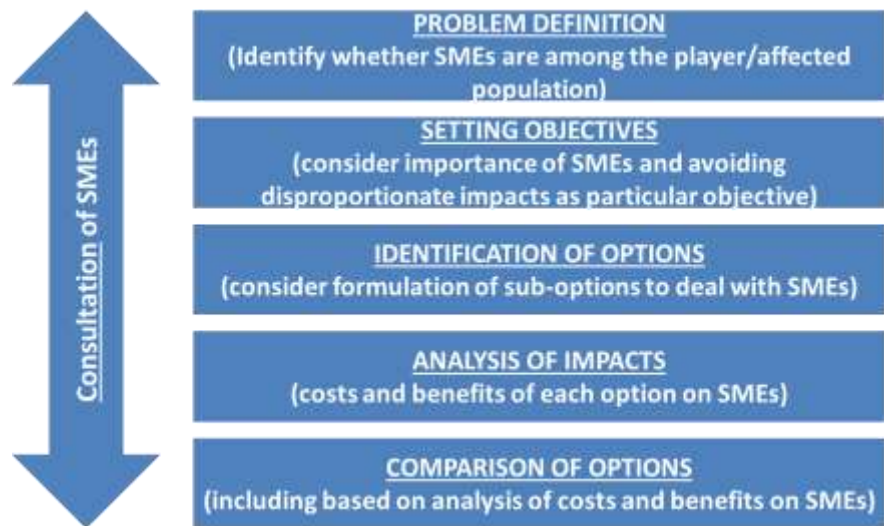 Consultation of SMEs
PROBLEM DEFINITION
(Identify whether SMEs are among the player/affected
population)
SETTING OBJECTIVES
(consider importance of SMEs and avoiding
disproportionate impacts as particular objective)
IDENTIFICATION OF OPTIONS
(consider formulation of sub-options to deal with SMEs)
ANALYSIS OF IMPACTS
(costs and benefits of each option on SMEs)
COMPARISON OF OPTIONS
(including based on analysis of costs and benefits on SMEs)